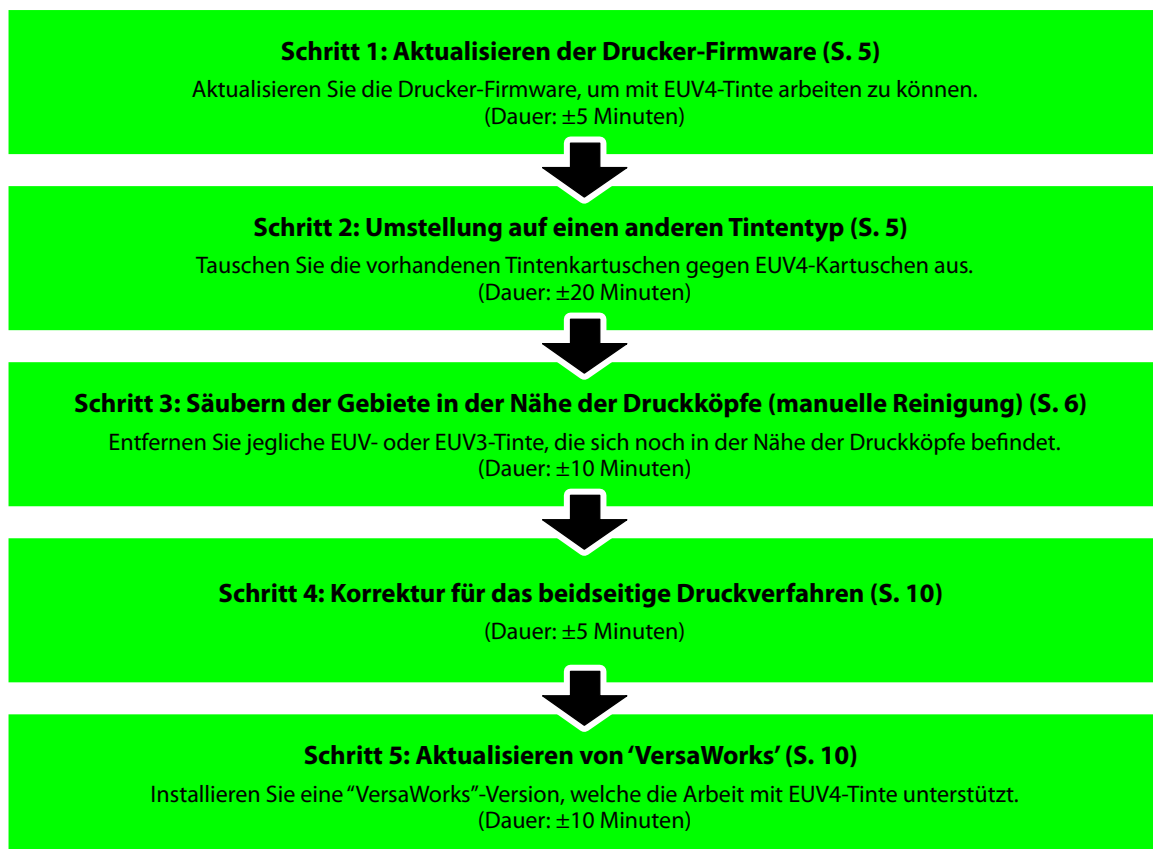 Schritt 1: Aktualisieren der Drucker-Firmware (S. 5)
Aktualisieren Sie die Drucker-Firmware, um mit EUV4-Tinte arbeiten zu können.
(Dauer: ±5 Minuten)
Schritt 2: Umstellung auf einen anderen Tintentyp (S. 5)
Tauschen Sie die vorhandenen Tintenkartuschen gegen EUV4-Kartuschen aus.
(Dauer: ±20 Minuten)
Schritt 3: Säubern der Gebiete in der Nähe der Druckköpfe (manuelle Reinigung) (S. 6)
Entfernen Sie jegliche EUV- oder EUV3-Tinte, die sich noch in der Nähe der Druckköpfe befindet.
(Dauer: ±10 Minuten)
Schritt 4: Korrektur für das beidseitige Druckverfahren (S. 10)
(Dauer: ±5 Minuten)
Schritt 5: Aktualisieren von ‘VersaWorks’ (S. 10)
Installieren Sie eine “VersaWorks”-Version, welche die Arbeit mit EUV4-Tinte unterstützt.
(Dauer: ±10 Minuten)